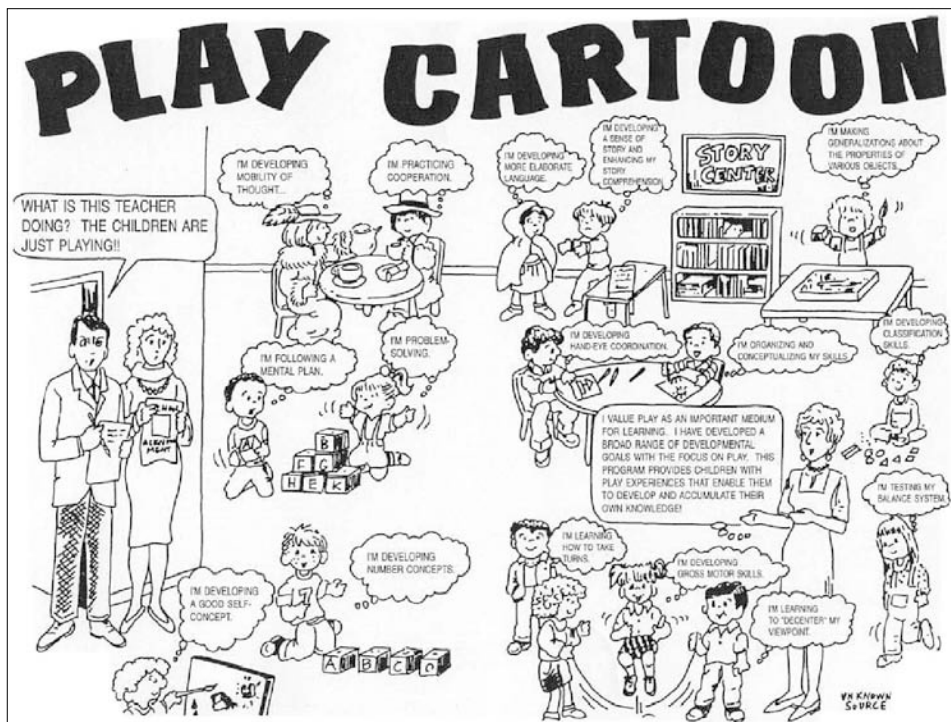 PLAY CARTOON
WHAT IS THIS TEACHER
DOING? THE CHILDREN ARE
JUST PLAYING!!
I'M DEVELOPING
MOBILITY OF
THOUGHT...
I'M PRACTICING
COOPERATION.
I'M DEVELOPING
MORE ELABORATE
LANGUAGE.
I'M DEVELOPING
A SENSE OF
STORY AND
ENHANCING MY
STORY
COMPREHENSION
STORY
CENTER
I'M MAKING
GENERALIZATIONS ABOUT
THE PROPERTIES OF
VARIOUS OBJECTS.
I'M FOLLOWING A
MENTAL PLAN.
I'M PROBLEM-
SOLVING.
A
B
F G
H E K
I'M DEVELOPING
HAND-EYE COORDINATION.
I'M ORGANIZING AND
CONCEPTUALIZING MY SKILLS
I'M DEVELOPING
CLASSIFICATION
SKILLS.
I VALUE PLAY AS AN IMPORTANT MEDIUM
FOR LEARNING. I HAVE DEVELOPED A
BROAD RANGE OF DEVELOPMENTAL
GOALS WITH THE FOCUS ON PLAY. THIS
PROGRAM PROVIDES CHILDREN WITH
PLAY EXPERIENCES THAT ENABLE THEM
TO DEVELOP AND ACCUMULATE THEIR
OWN KNOWLEDGE!
I'M TESTING MY
BALANCE SYSTEM.
I'M DEVELOPING
A GOOD SELF-
CONCEPT.
I'M DEVELOPING
NUMBER CONCEPTS.
7
A B C D
I'M LEARNING
HOW TO TAKE
TURNS.
I'M DEVELOPING
GROSS MOTOR SKILLS.
I'M LEARNING
TO "DECENTER" MY
VIEWPOINT.
UNKNOWN
SOURCE